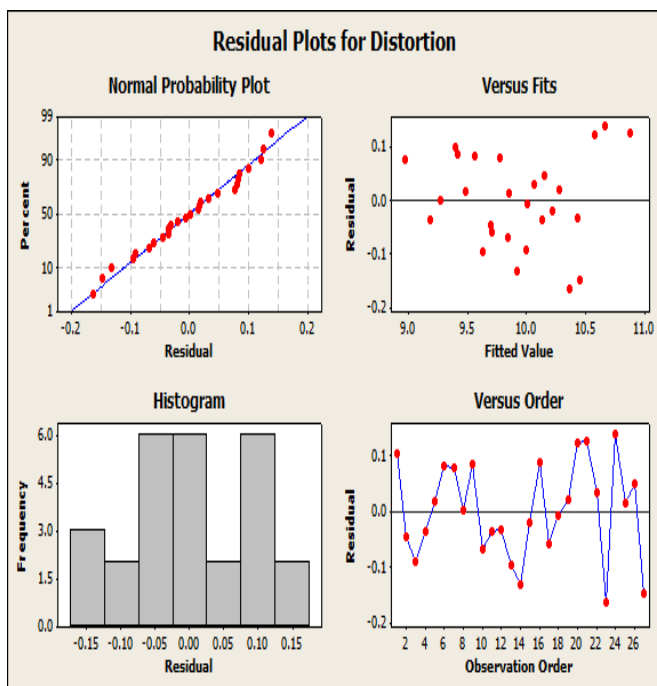 Residual Plots for Distortion
Normal Probability Plot
99
90
50
10
1
Percent
-0.2 -0.1 0.0 0.1 0.2
Residual
Versus Fits
0.1
0.0
-0.1
-0.2
Residual
9.0 9.5 10.0 10.5 11.0
Fitted Value
Histogram
6.0
4.5
3.0
1.5
0.0
Frequency
-0.15 -0.10 -0.05 0.00 0.05 0.10 0.15
Residual
Versus Order
0.1
0.0
-0.1
-0.2
Residual
2 4 6 8 10 12 14 16 18 20 22 24 26
Observation Order